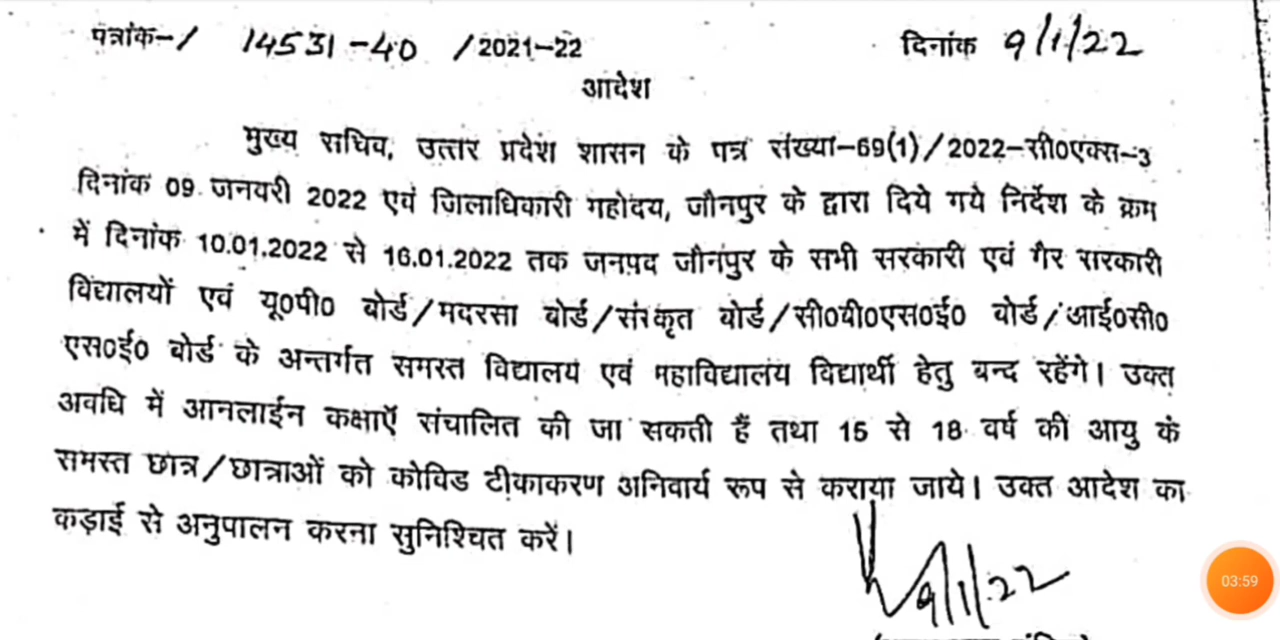 पत्रांक-/ 14531-40 /2021-22 दिनांक 9/1/22
आदेश
मुख्य सचिव, उत्तर प्रदेश शासन के पत्र संख्या-69(1)/2022-सी0एक्स-3
दिनांक 09 जनवरी 2022 एवं जिलाधिकारी महोदय, जौनपुर के द्वारा दिये गये निर्देश के क्रम
में दिनांक 10.01.2022 से 16.01.2022 तक जनपद जौनपुर के सभी सरकारी एवं गैर सरकारी
विद्यालयों एवं यू0पी0 बोर्ड/मदरसा बोर्ड/संस्कृत बोर्ड/सी0बी0एस0ई0 बोर्ड/आई0सी0
एस0ई0 बोर्ड के अन्तर्गत समस्त विद्यालय एवं महाविद्यालय विद्यार्थी हेतु बन्द रहेंगे। उक्त
अवधि में आनलाईन कक्षाऍ संचालित की जा सकती हैं तथा 15 से 18 वर्ष की आयु के
समस्त छात्र/छात्राओं को कोविड टीकाकरण अनिवार्य रूप से कराया जाये। उक्त आदेश का
कड़ाई से अनुपालन करना सुनिश्चित करें।
9/1/22
03:59